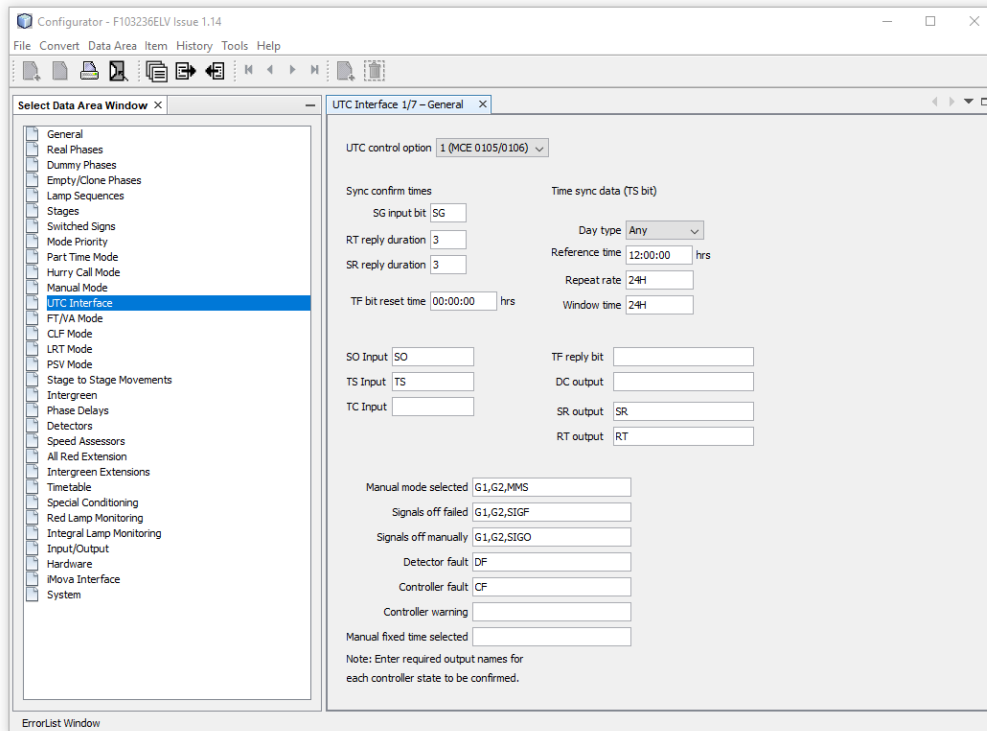 Configurator - F103236ELV Issue 1.14
File Convert Data Area Item History Tools Help
Select Data Area Window
General
Real Phases
Dummy Phases
Empty/Clone Phases
Lamp Sequences
Stages
Switched Signs
Mode Priority
Part Time Mode
Hurry Call Mode
Manual Mode
UTC Interface
FT/VA Mode
CLF Mode
LRT Mode
PSV Mode
Stage to Stage Movements
Intergreen
Phase Delays
Detectors
Speed Assessors
All Red Extension
Intergreen Extensions
Timetable
Special Conditioning
Red Lamp Monitoring
Integral Lamp Monitoring
Input/Output
Hardware
iMova Interface
System
UTC Interface 1/7 – General
UTC control option 1 (MCE 0105/0106)
Sync confirm times
SG input bit SG
RT reply duration 3
SR reply duration 3
TF bit reset time 00:00:00 hrs
Time sync data (TS bit)
Day type Any
Reference time 12:00:00 hrs
Repeat rate 24H
Window time 24H
SO Input SO
TS Input TS
TC Input
TF reply bit
DC output
SR output SR
RT output RT
Manual mode selected G1,G2,MMS
Signals off failed G1,G2,SIGF
Signals off manually G1,G2,SIGO
Detector fault DF
Controller fault CF
Controller warning
Manual fixed time selected
Note: Enter required output names for
each controller state to be confirmed.
ErrorList Window